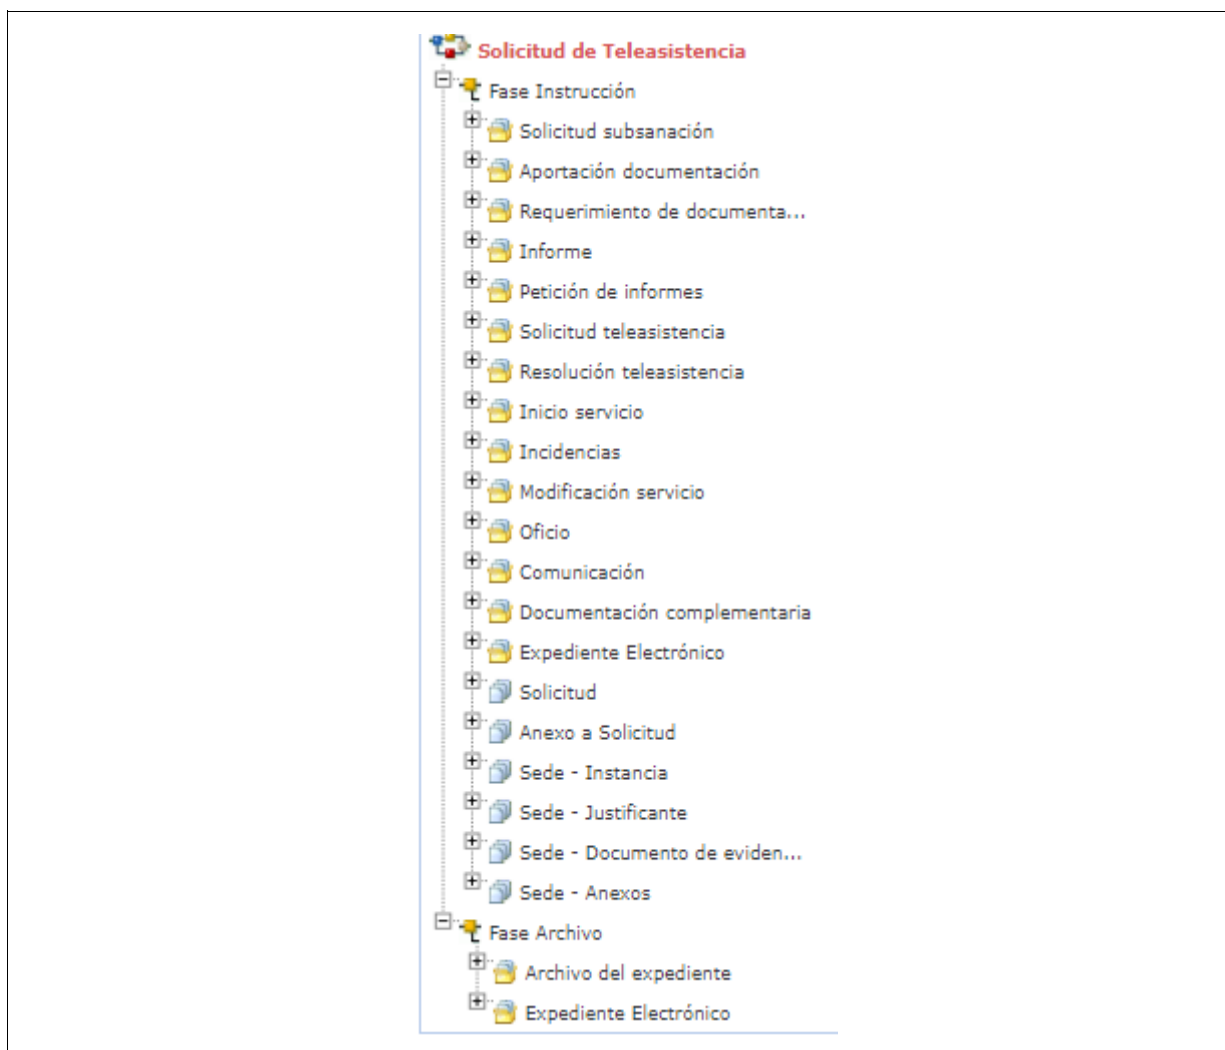 Solicitud de Teleasistencia
Fase Instrucción
Solicitud subsanación
Aportación documentación
Requerimiento de documenta...
Informe
Petición de informes
Solicitud teleasistencia
Resolución teleasistencia
Inicio servicio
Incidencias
Modificación servicio
Oficio
Comunicación
Documentación complementaria
Expediente Electrónico
Solicitud
Anexo a Solicitud
Sede - Instancia
Sede - Justificante
Sede - Documento de eviden...
Sede - Anexos
Fase Archivo
Archivo del expediente
Expediente Electrónico